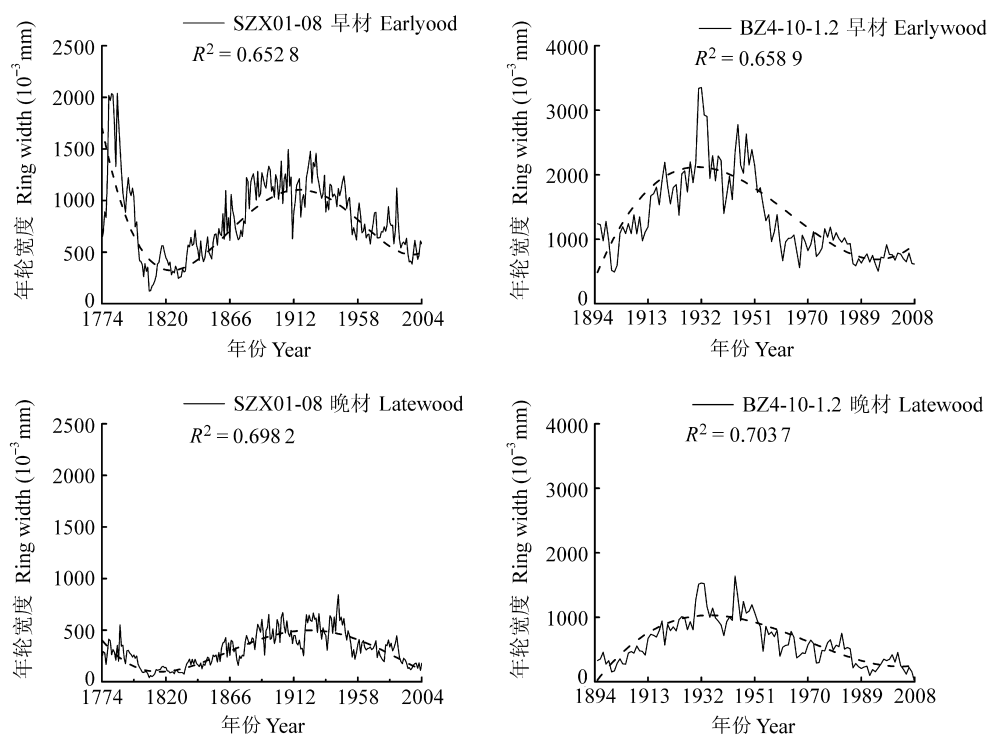 SZX01-08 早材 Earlyood
R² = 0.652 8
年轮宽度 Ring width (10⁻³ mm)
2500
2000
1500
1000
500
0
1774 1820 1866 1912 1958 2004
年份 Year
BZ4-10-1.2 早材 Earlywood
R² = 0.658 9
年轮宽度 Ring width (10⁻³ mm)
4000
3000
2000
1000
0
1894 1913 1932 1951 1970 1989 2008
年份 Year
SZX01-08 晚材 Latewood
R² = 0.698 2
年轮宽度 Ring width (10⁻³ mm)
2500
2000
1500
1000
500
0
1774 1820 1866 1912 1958 2004
年份 Year
BZ4-10-1.2 晚材 Latewood
R² = 0.703 7
年轮宽度 Ring width (10⁻³ mm)
4000
3000
2000
1000
0
1894 1913 1932 1951 1970 1989 2008
年份 Year